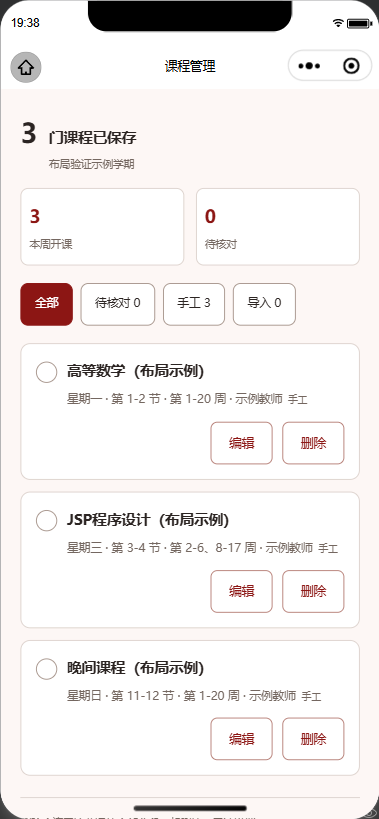 19:38
课程管理
3 门课程已保存
布局验证示例学期
3
本周开课
0
待核对
全部
待核对 0
手工 3
导入 0
高等数学（布局示例）
星期一 · 第 1-2 节 · 第 1-20 周 · 示例教师 手工
编辑
删除
JSP程序设计（布局示例）
星期三 · 第 3-4 节 · 第 2-6、8-17 周 · 示例教师 手工
编辑
删除
晚间课程（布局示例）
星期日 · 第 11-12 节 · 第 1-20 周 · 示例教师 手工
编辑
删除